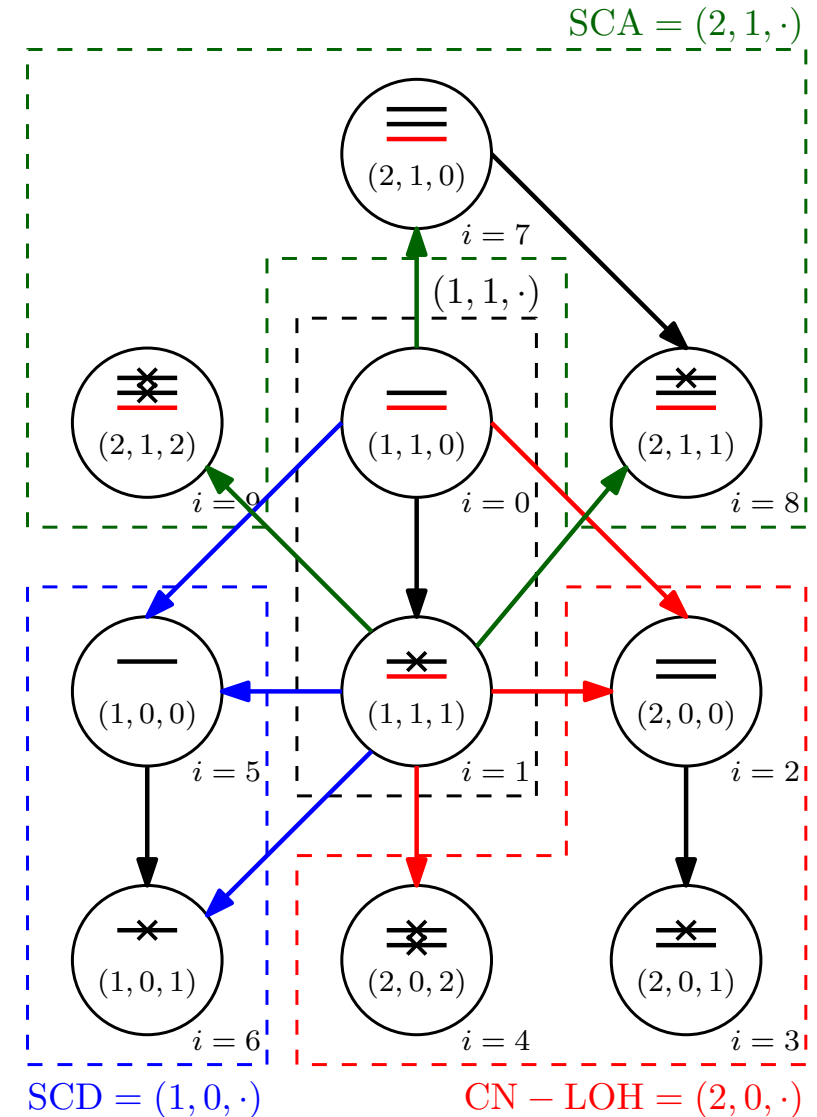 SCA = (2, 1, ·)
(2, 1, 0)
i = 7
(1, 1, ·)
(2, 1, 2)
(1, 1, 0)
(2, 1, 1)
i = 9
i = 0
i = 8
(1, 0, 0)
(1, 1, 1)
(2, 0, 0)
i = 5
i = 1
i = 2
(1, 0, 1)
(2, 0, 2)
(2, 0, 1)
i = 6
i = 4
i = 3
SCD = (1, 0, ·)
CN − LOH = (2, 0, ·)